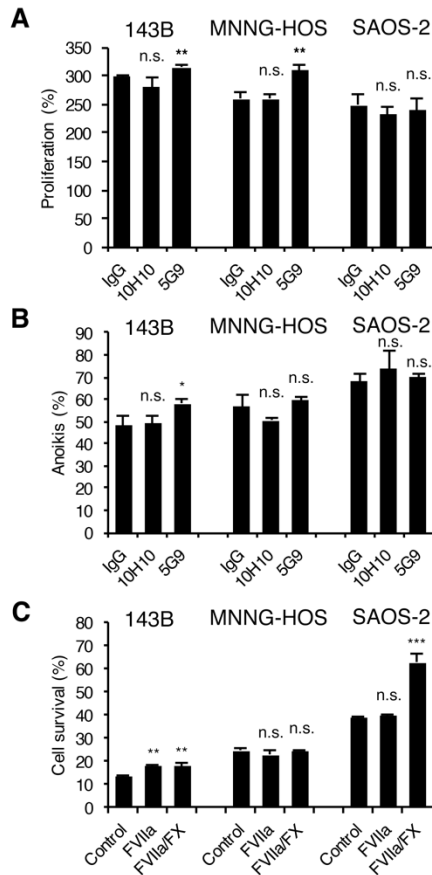 A
143B MNNG-HOS SAOS-2
n.s. ** n.s. ** n.s. n.s.
Proliferation (%)
350
300
250
200
150
100
50
0
IgG 10H10 5G9 IgG 10H10 5G9 IgG 10H10 5G9
B
143B MNNG-HOS SAOS-2
n.s. * n.s. n.s. n.s. n.s.
Anoikis (%)
90
80
70
60
50
40
30
20
10
0
IgG 10H10 5G9 IgG 10H10 5G9 IgG 10H10 5G9
C
143B MNNG-HOS SAOS-2
** ** n.s. n.s. n.s. ***
Cell survival (%)
80
70
60
50
40
30
20
10
0
Control FVIIa FVIIa/FX Control FVIIa FVIIa/FX Control FVIIa FVIIa/FX